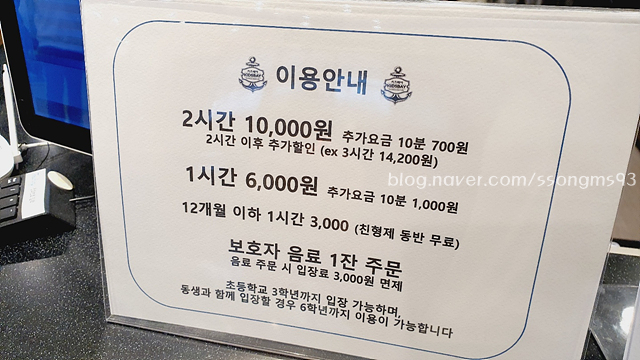 이용안내
2시간 10,000원 추가요금 10분 700원
2시간 이후 추가할인 (ex 3시간 14,200원)
1시간 6,000원 추가요금 10분 1,000원
blog.naver.com/ssongms93
12개월 이하 1시간 3,000 (친형제 동반 무료)
보호자 음료 1잔 주문
음료 주문 시 입장료 3,000원 면제
초등학교 3학년까지 입장 가능하며,
동생과 함께 입장할 경우 6학년까지 이용이 가능합니다